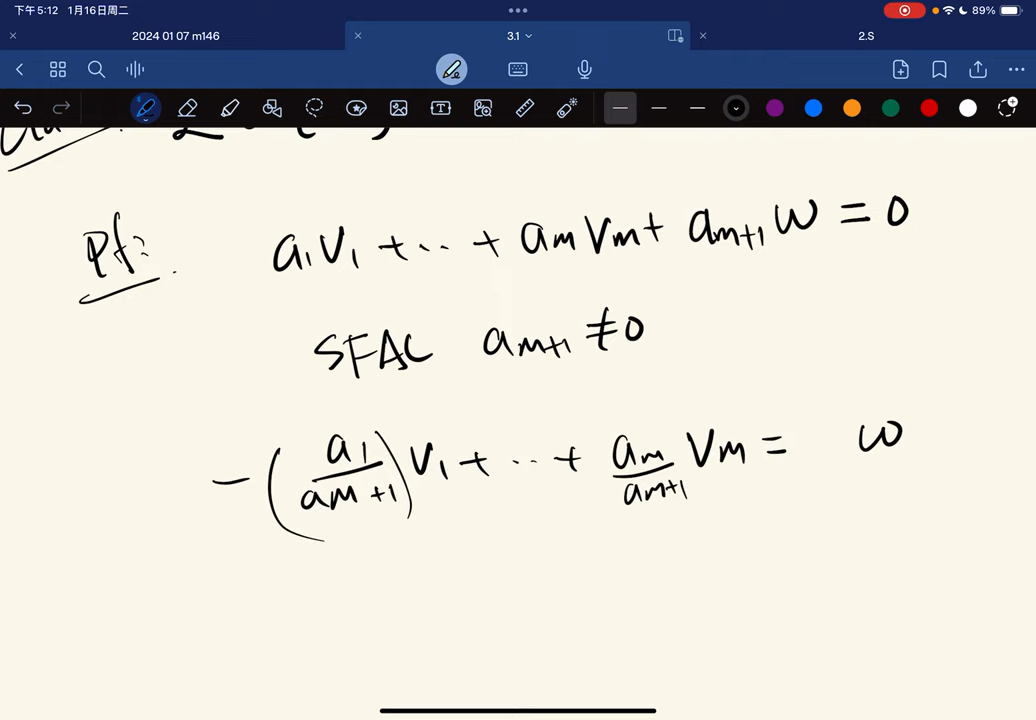 下午5:12 1月16日周二
89%
2024 01 07 m146
3.1
2.S
Pf:
a₁v₁ + ... + aₘvₘ + aₘ₊₁w = 0
SFAC aₘ₊₁ ≠ 0
- (a₁/aₘ₊₁) v₁ + ... + aₘ/aₘ₊₁ vₘ = w